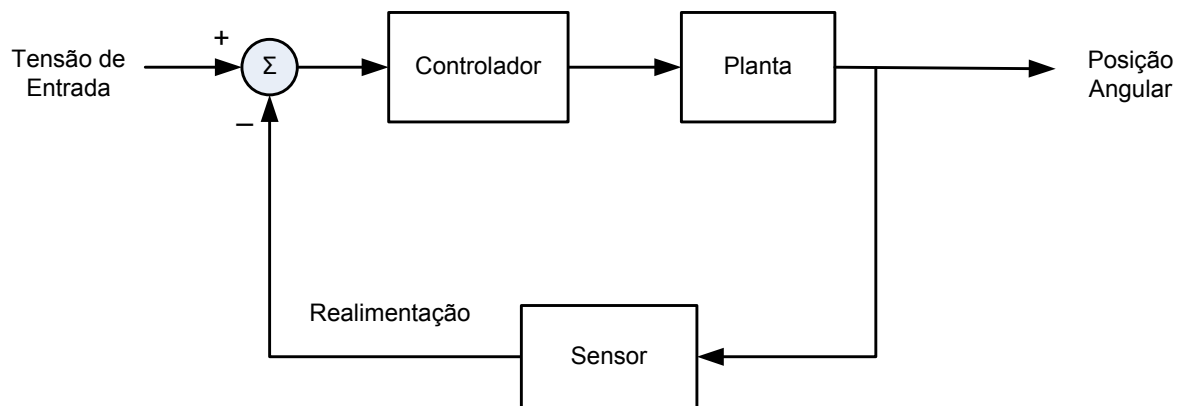 Tensão de
Entrada
+
Σ
–
Controlador
Planta
Posição
Angular
Realimentação
Sensor